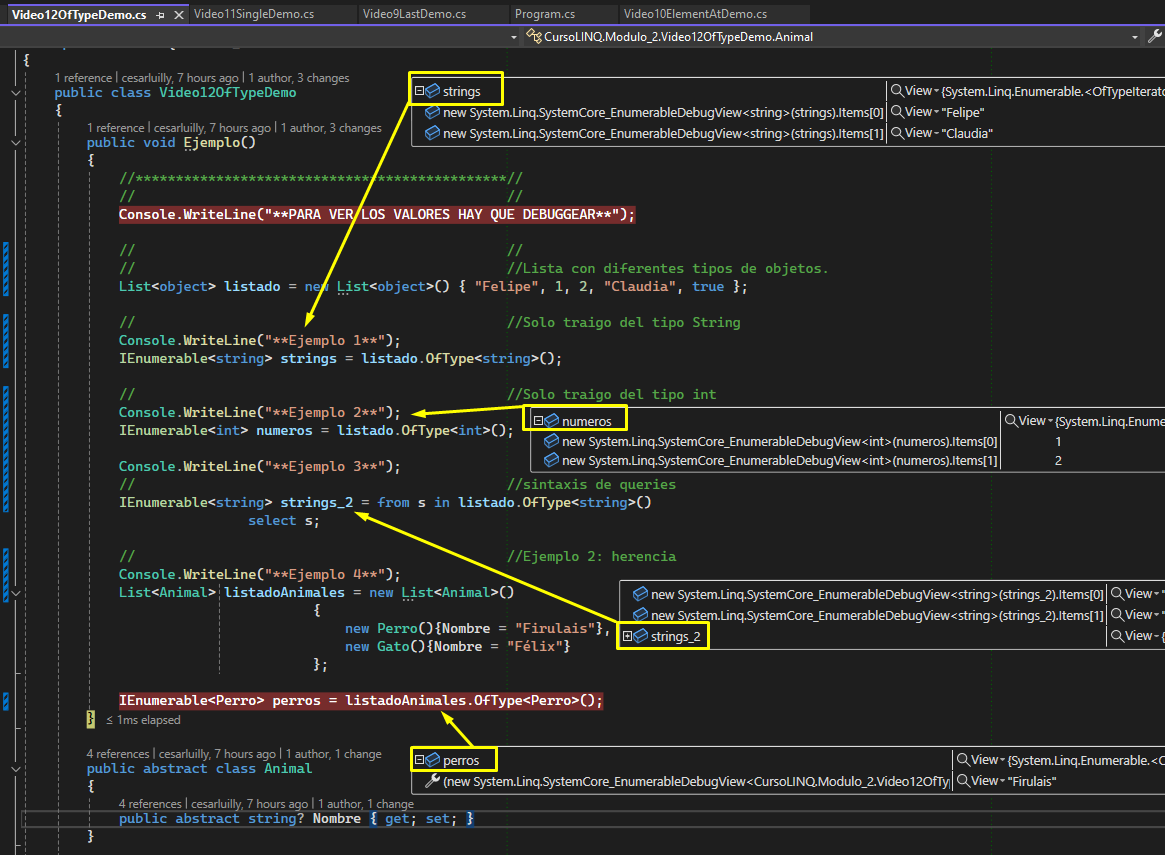 Video12OfTypeDemo.cs Video11SingleDemo.cs Video9LastDemo.cs Program.cs Video10ElementAtDemo.cs
CursoLINQ.Modulo_2.Video12OfTypeDemo.Animal
{
1 reference | cesarluilly, 7 hours ago | 1 author, 3 changes
public class Video12OfTypeDemo
{
strings View {System.Linq.Enumerable.<OfTypeIterato
new System.Linq.SystemCore_EnumerableDebugView<string>(strings).Items[0] View "Felipe"
new System.Linq.SystemCore_EnumerableDebugView<string>(strings).Items[1] View "Claudia"
1 reference | cesarluilly, 7 hours ago | 1 author, 3 changes
public void Ejemplo()
{
//**********************************************//
// //
Console.WriteLine("**PARA VER LOS VALORES HAY QUE DEBUGGEAR**");
// //
// //Lista con diferentes tipos de objetos.
List<object> listado = new List<object>() { "Felipe", 1, 2, "Claudia", true };
// //Solo traigo del tipo String
Console.WriteLine("**Ejemplo 1**");
IEnumerable<string> strings = listado.OfType<string>();
// //Solo traigo del tipo int
Console.WriteLine("**Ejemplo 2**");
IEnumerable<int> numeros = listado.OfType<int>();
numeros View {System.Linq.Enume
new System.Linq.SystemCore_EnumerableDebugView<int>(numeros).Items[0] 1
new System.Linq.SystemCore_EnumerableDebugView<int>(numeros).Items[1] 2
Console.WriteLine("**Ejemplo 3**");
// //sintaxis de queries
IEnumerable<string> strings_2 = from s in listado.OfType<string>()
select s;
// //Ejemplo 2: herencia
Console.WriteLine("**Ejemplo 4**");
List<Animal> listadoAnimales = new List<Animal>()
{
new Perro(){Nombre = "Firulais"},
new Gato(){Nombre = "Félix"}
};
new System.Linq.SystemCore_EnumerableDebugView<string>(strings_2).Items[0] View "
new System.Linq.SystemCore_EnumerableDebugView<string>(strings_2).Items[1] View "
strings_2 View {
IEnumerable<Perro> perros = listadoAnimales.OfType<Perro>();
} ≤ 1ms elapsed
perros View {System.Linq.Enumerable.<O
(new System.Linq.SystemCore_EnumerableDebugView<CursoLINQ.Modulo_2.Video12OfTy View "Firulais"
4 references | cesarluilly, 7 hours ago | 1 author, 1 change
public abstract class Animal
{
4 references | cesarluilly, 7 hours ago | 1 author, 1 change
public abstract string? Nombre { get; set; }
}